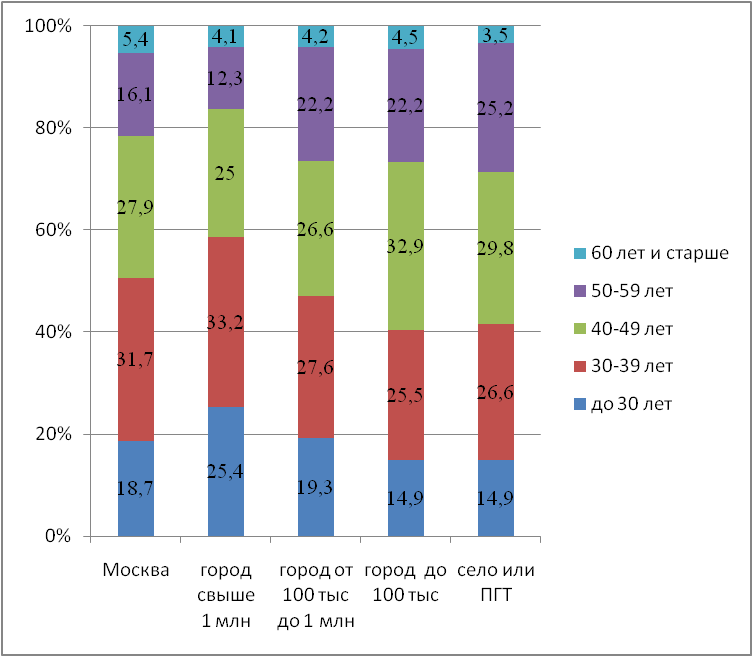 100%
80%
60%
40%
20%
0%
5,4
4,1
4,2
4,5
3,5
16,1
12,3
22,2
22,2
25,2
27,9
25
26,6
32,9
29,8
31,7
33,2
27,6
25,5
26,6
18,7
25,4
19,3
14,9
14,9
Москва
город
свыше
1 млн
город от
100 тыс
до 1 млн
город до
100 тыс
село или
ПГТ
60 лет и старше
50-59 лет
40-49 лет
30-39 лет
до 30 лет